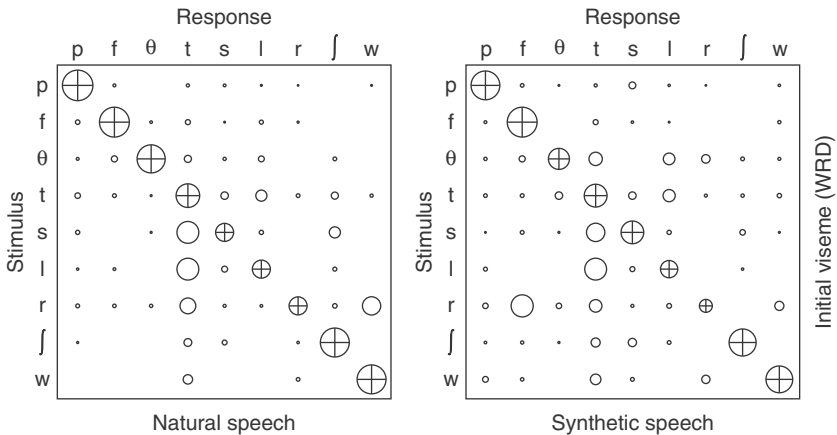 Response
p f θ t s l r ʃ w
Stimulus
p
f
θ
t
s
l
r
ʃ
w
Natural speech
Response
p f θ t s l r ʃ w
Stimulus
p
f
θ
t
s
l
r
ʃ
w
Synthetic speech
Initial viseme (WRD)